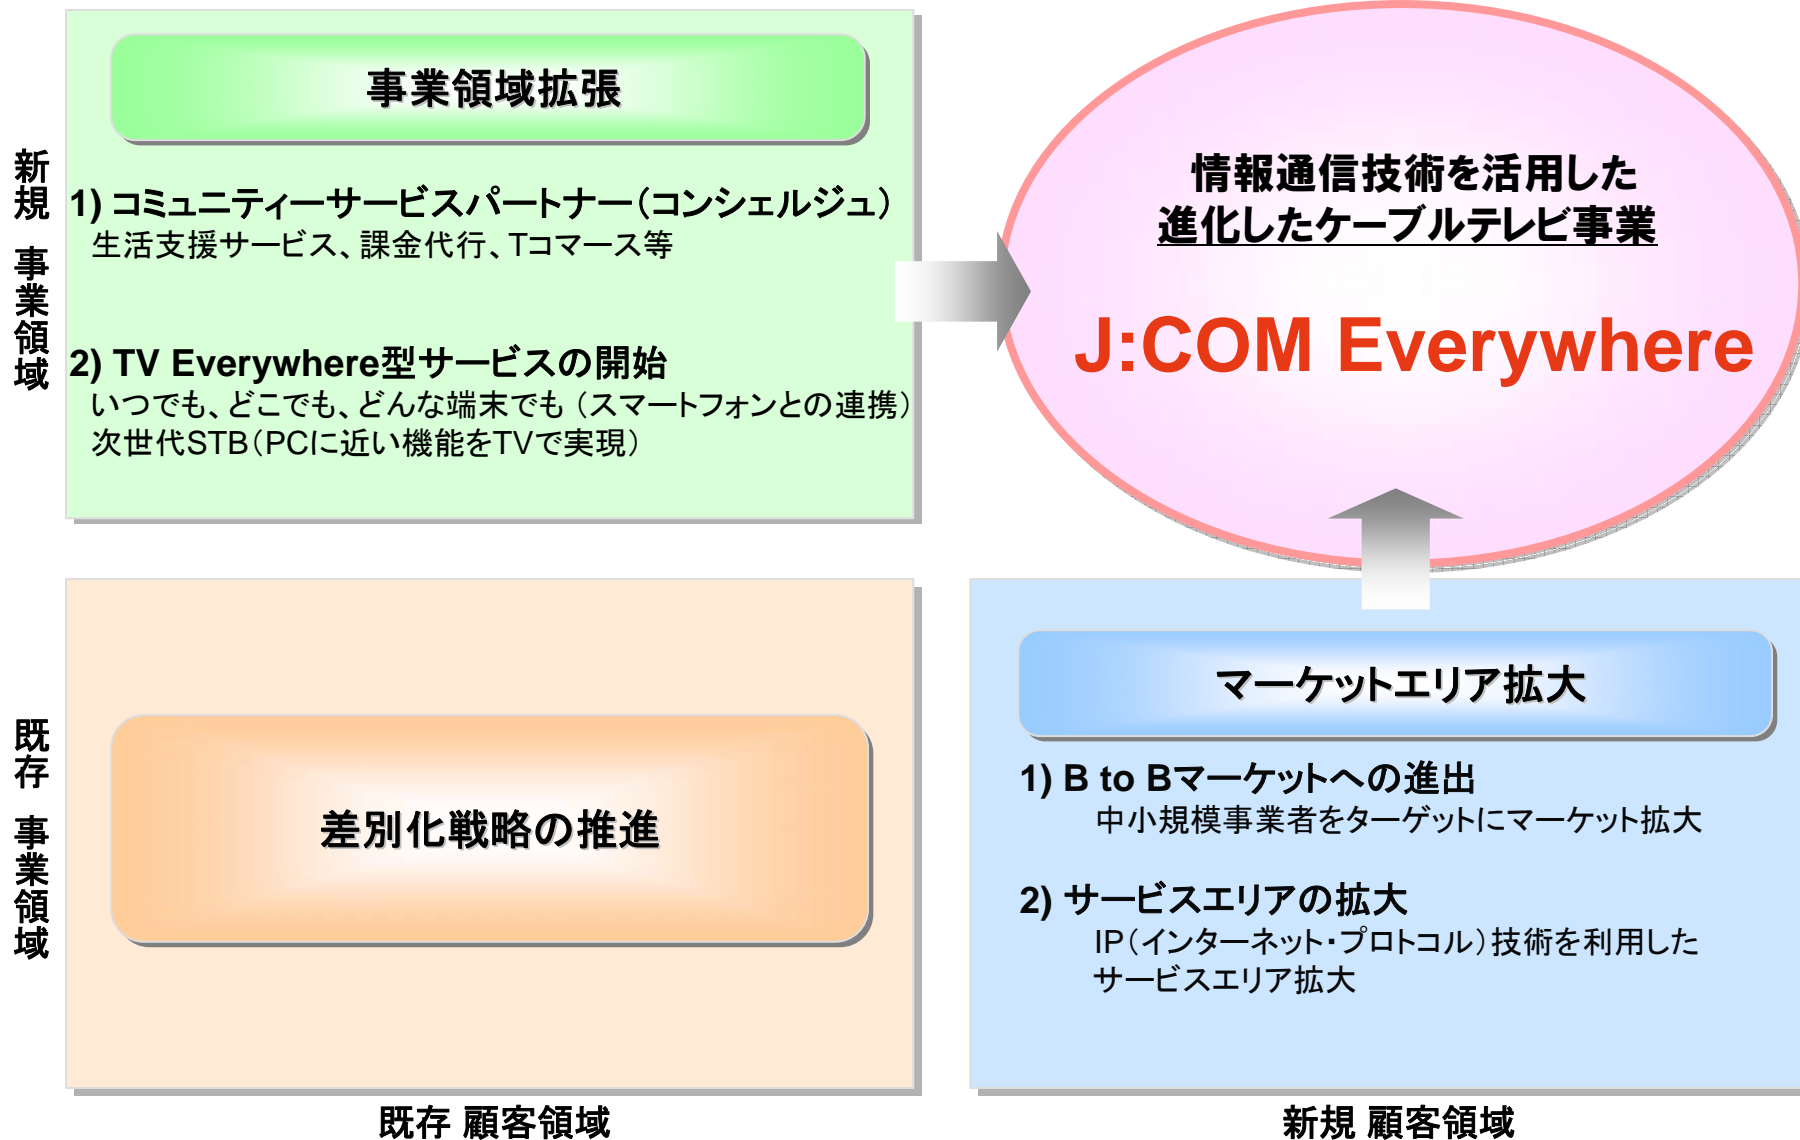 新規 事業領域
事業領域拡張
1) コミュニティーサービスパートナー（コンシェルジュ）
生活支援サービス、課金代行、Tコマース等
2) TV Everywhere型サービスの開始
いつでも、どこでも、どんな端末でも（スマートフォンとの連携）
次世代STB（PCに近い機能をTVで実現）
情報通信技術を活用した
進化したケーブルテレビ事業
J:COM Everywhere
既存 事業領域
差別化戦略の推進
マーケットエリア拡大
1) B to Bマーケットへの進出
中小規模事業者をターゲットにマーケット拡大
2) サービスエリアの拡大
IP（インターネット・プロトコル）技術を利用した
サービスエリア拡大
既存 顧客領域
新規 顧客領域